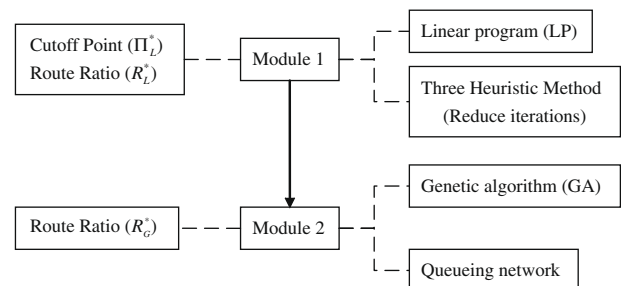 Cutoff Point (Π*L)
Route Ratio (R*L)
Module 1
Linear program (LP)
Three Heuristic Method
(Reduce iterations)
Route Ratio (R*G)
Module 2
Genetic algorithm (GA)
Queueing network